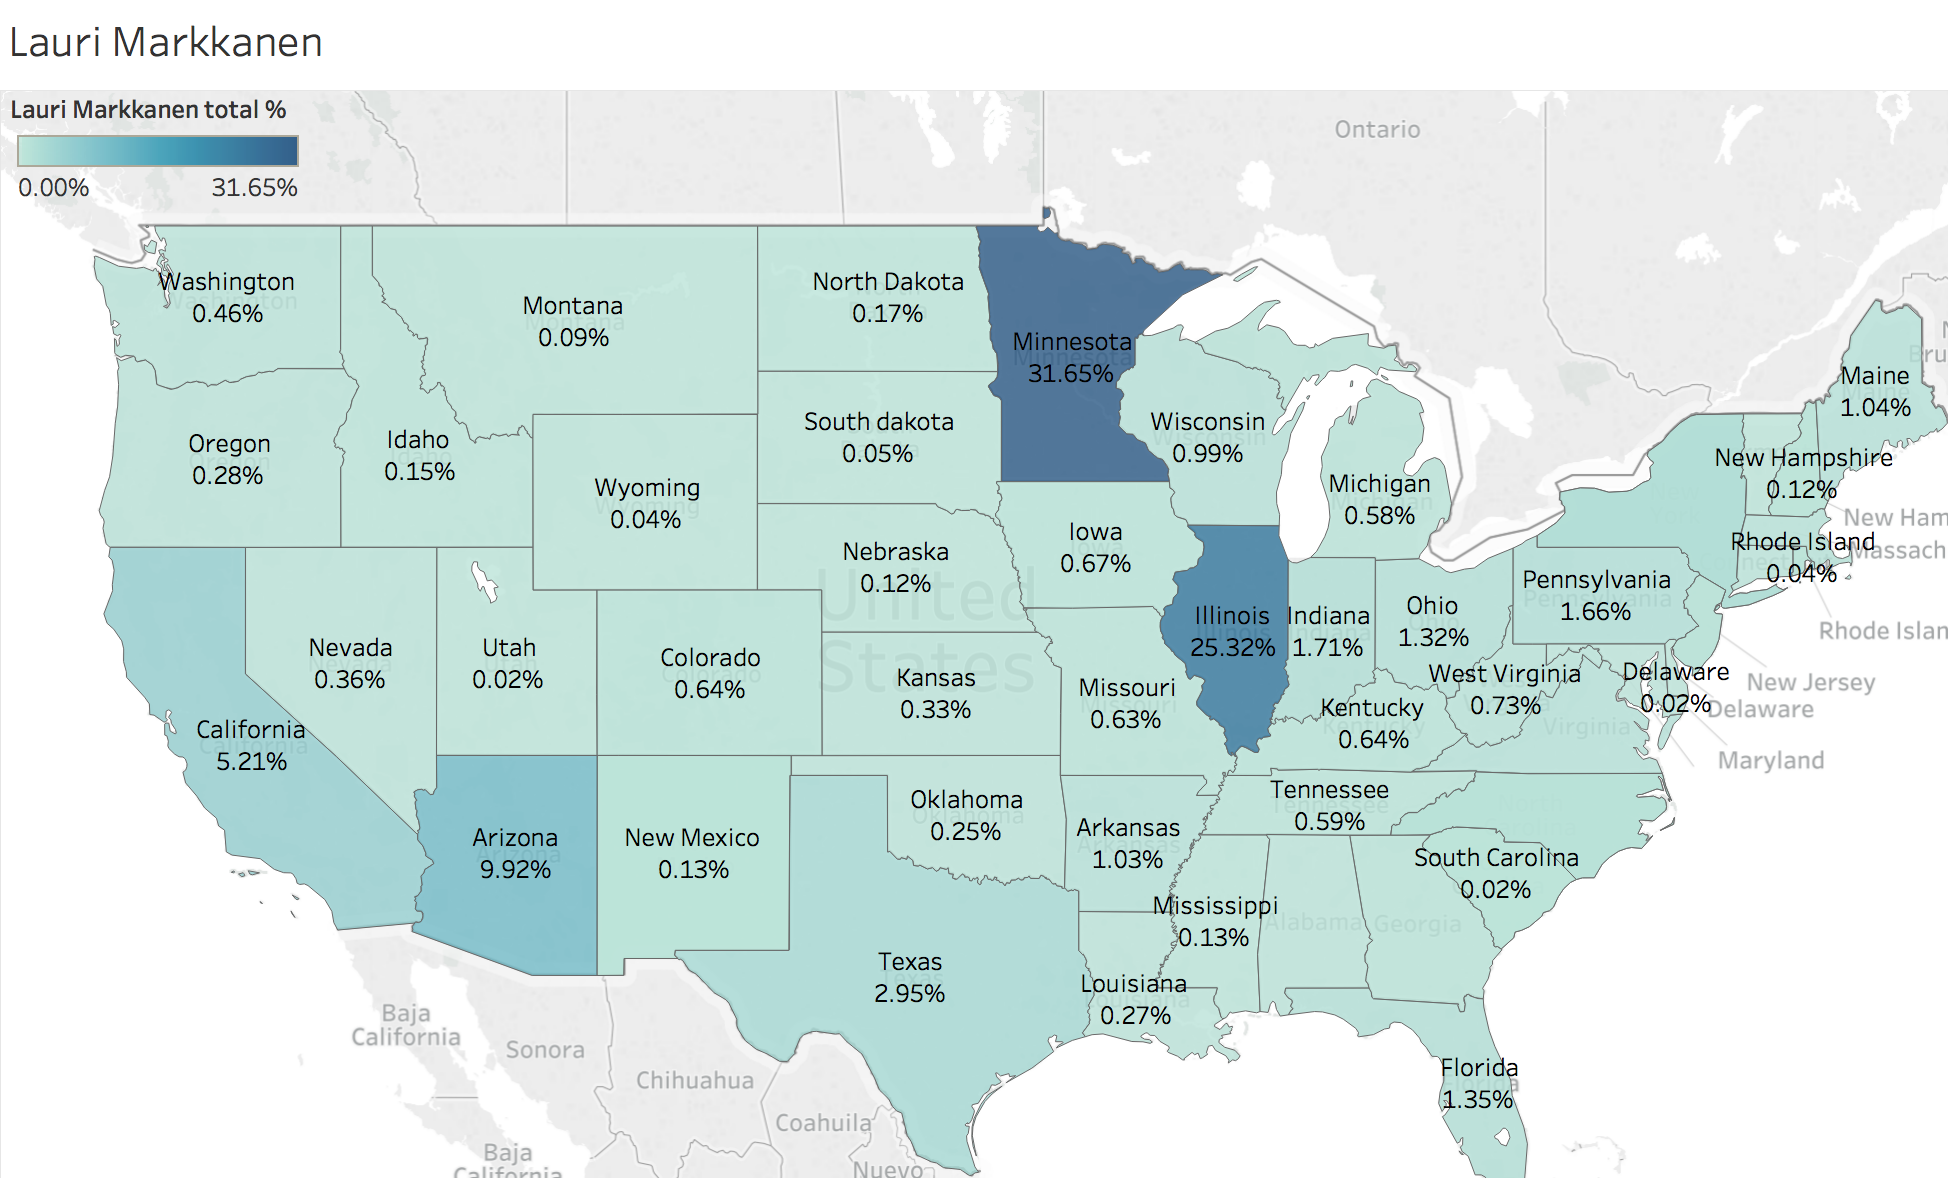 Lauri Markkanen
Lauri Markkanen total %
0.00% 31.65%
Ontario
Washington
0.46%
Montana
0.09%
North Dakota
0.17%
Minnesota
31.65%
Maine
1.04%
Bru
Oregon
0.28%
Idaho
0.15%
Wyoming
0.04%
South dakota
0.05%
Wisconsin
0.99%
Michigan
0.58%
New Hampshire
0.12%
New Ham
Massach
Rhode Island
0.04%
Rhode Islan
Nebraska
0.12%
Iowa
0.67%
Illinois
25.32%
Indiana
1.71%
Ohio
1.32%
Pennsylvania
1.66%
United
States
Nevada
0.36%
Utah
0.02%
Colorado
0.64%
Kansas
0.33%
Missouri
0.63%
Kentucky
0.64%
West Virginia
0.73%
Virginia
Delaware
0.02%
New Jersey
Delaware
Maryland
California
5.21%
Arizona
9.92%
New Mexico
0.13%
Oklahoma
0.25%
Arkansas
1.03%
Tennessee
0.59%
South Carolina
0.02%
Mississippi
0.13%
Alabama
Georgia
Texas
2.95%
Louisiana
0.27%
Florida
1.35%
Baja
California
Sonora
Chihuahua
Coahuila
Baja
California
Nuevo